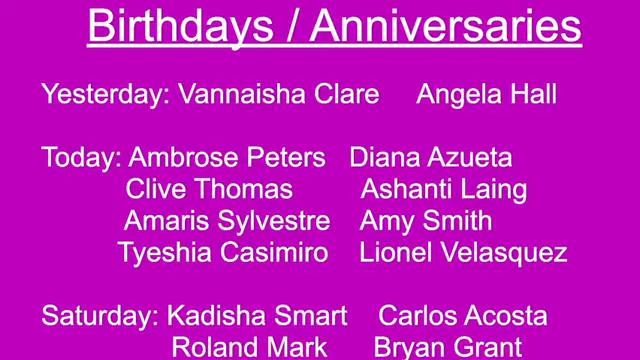 Birthdays / Anniversaries
Yesterday: Vannaisha Clare Angela Hall
Today: Ambrose Peters Diana Azueta
Clive Thomas Ashanti Laing
Amaris Sylvestre Amy Smith
Tyeshia Casimiro Lionel Velasquez
Saturday: Kadisha Smart Carlos Acosta
Roland Mark Bryan Grant